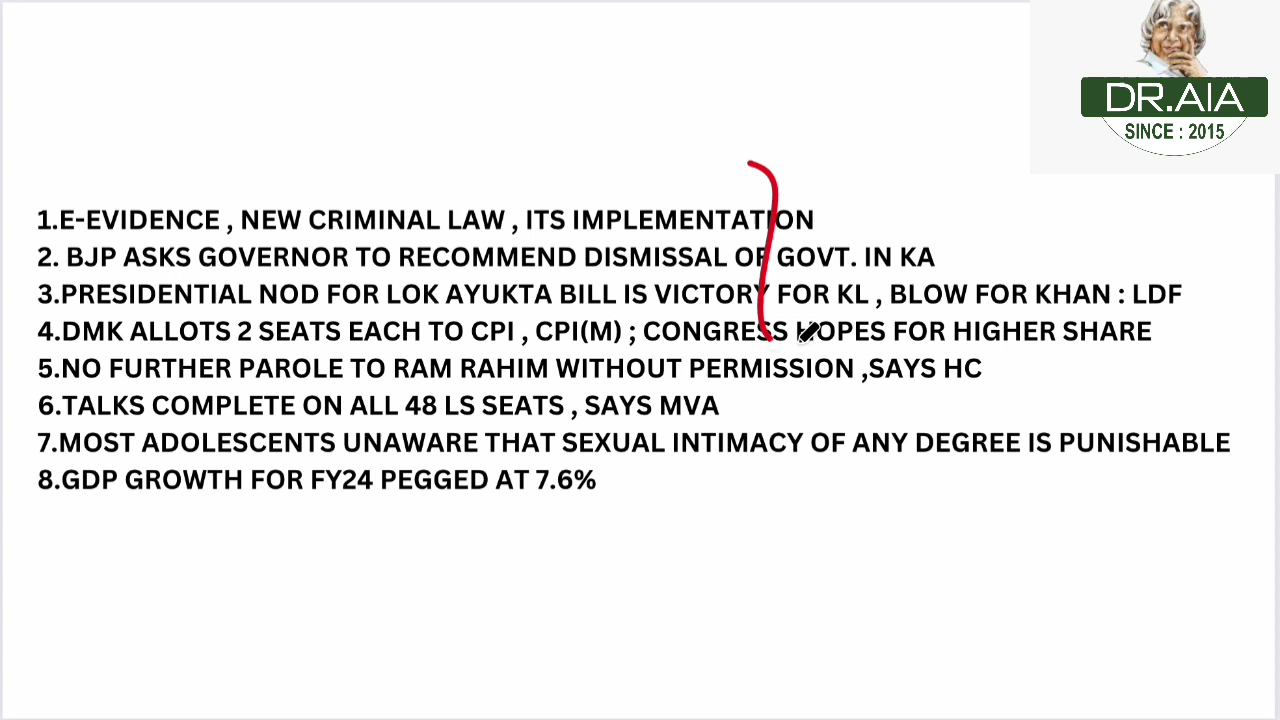 DR.AIA
SINCE : 2015
1.E-EVIDENCE , NEW CRIMINAL LAW , ITS IMPLEMENTATION
2. BJP ASKS GOVERNOR TO RECOMMEND DISMISSAL OF GOVT. IN KA
3.PRESIDENTIAL NOD FOR LOK AYUKTA BILL IS VICTORY FOR KL , BLOW FOR KHAN : LDF
4.DMK ALLOTS 2 SEATS EACH TO CPI , CPI(M) ; CONGRESS HOPES FOR HIGHER SHARE
5.NO FURTHER PAROLE TO RAM RAHIM WITHOUT PERMISSION ,SAYS HC
6.TALKS COMPLETE ON ALL 48 LS SEATS , SAYS MVA
7.MOST ADOLESCENTS UNAWARE THAT SEXUAL INTIMACY OF ANY DEGREE IS PUNISHABLE
8.GDP GROWTH FOR FY24 PEGGED AT 7.6%